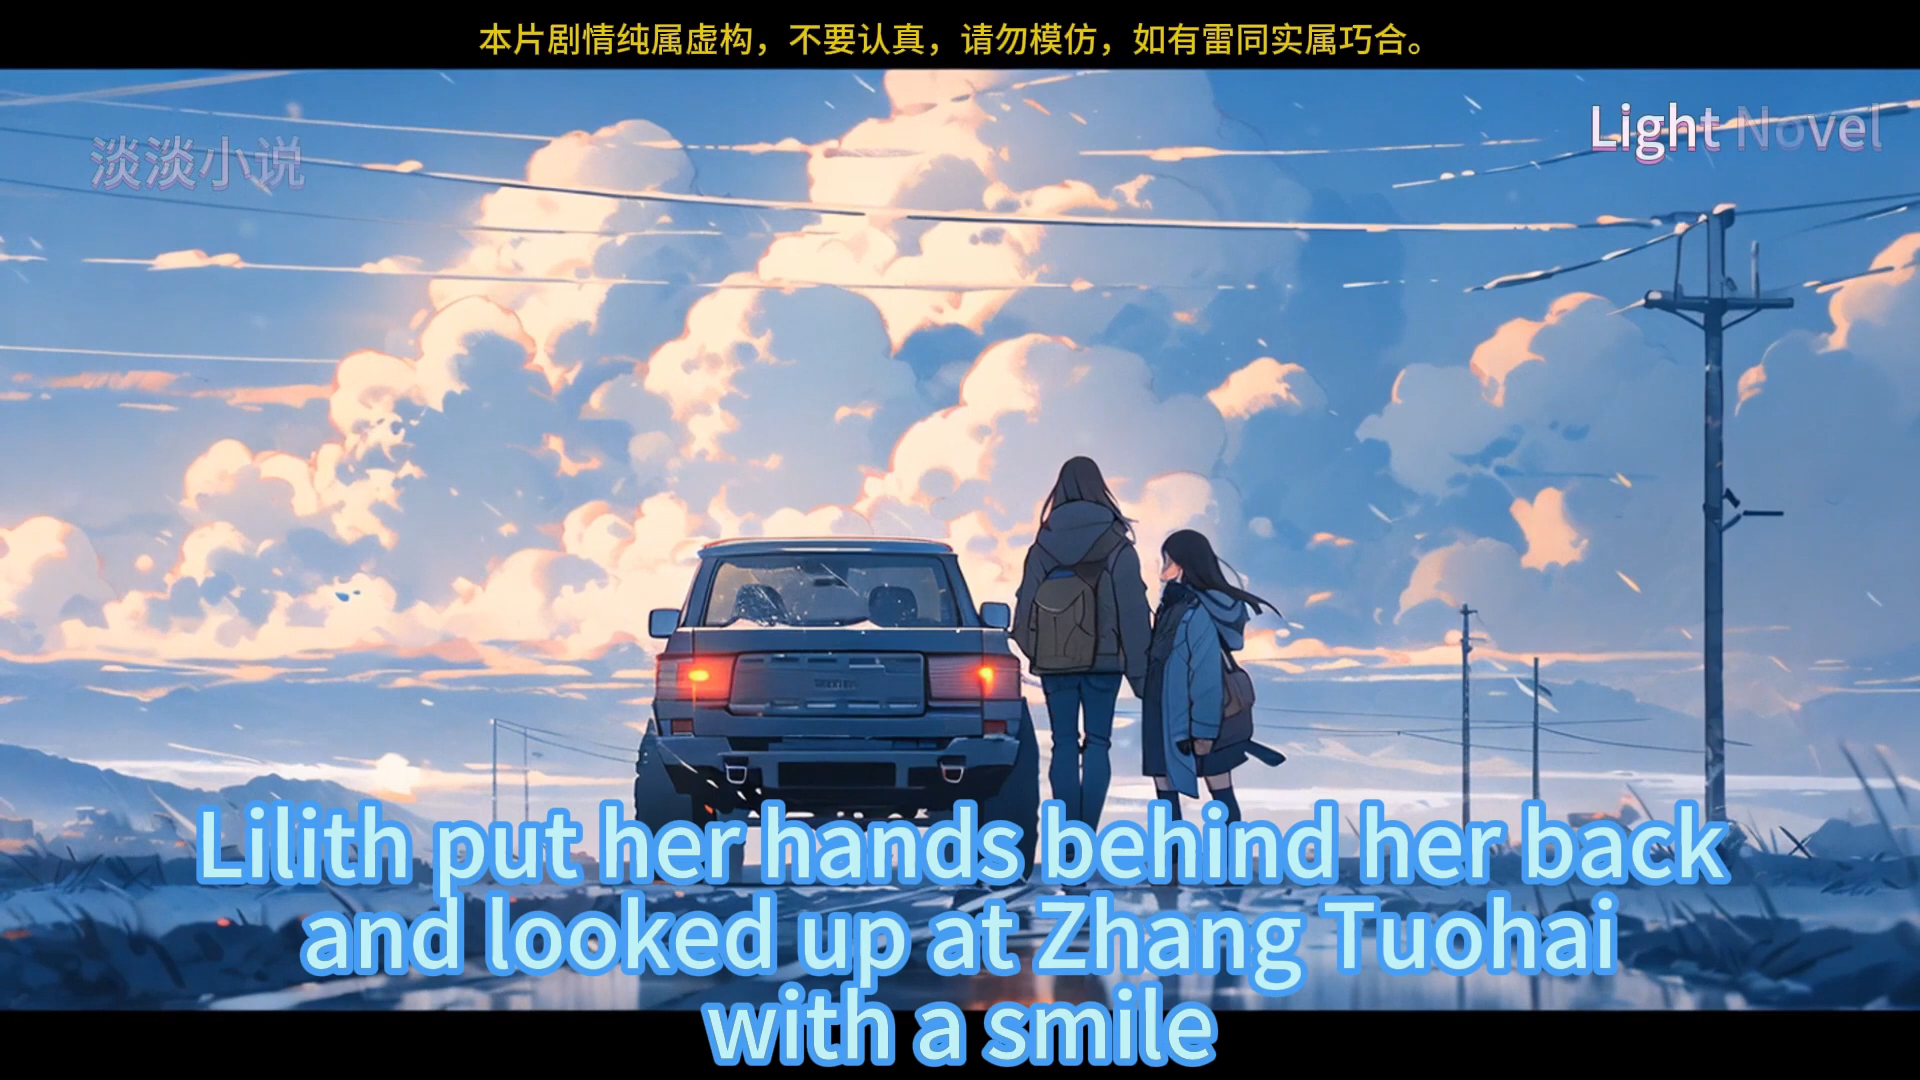 本片剧情纯属虚构，不要认真，请勿模仿，如有雷同实属巧合。
淡淡小说
Light Novel
Lilith put her hands behind her back
and looked up at Zhang Tuohai
with a smile